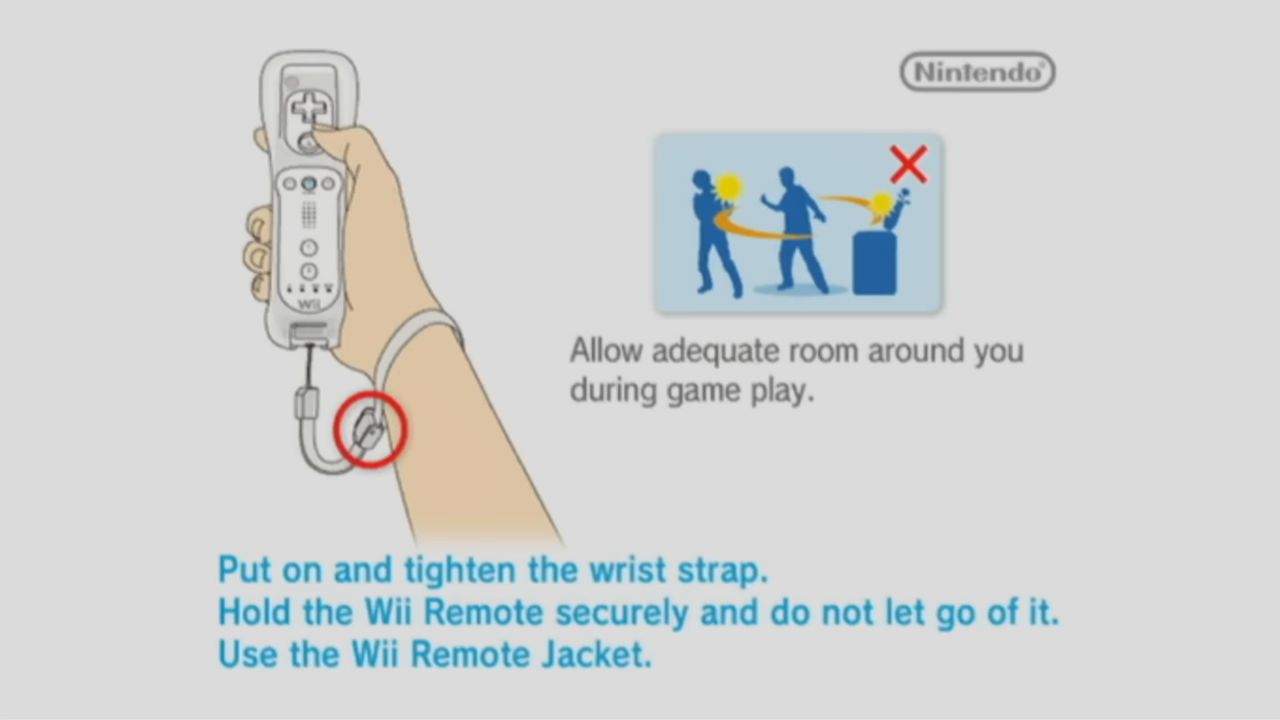 Nintendo
Wii
Allow adequate room around you
during game play.
Put on and tighten the wrist strap.
Hold the Wii Remote securely and do not let go of it.
Use the Wii Remote Jacket.